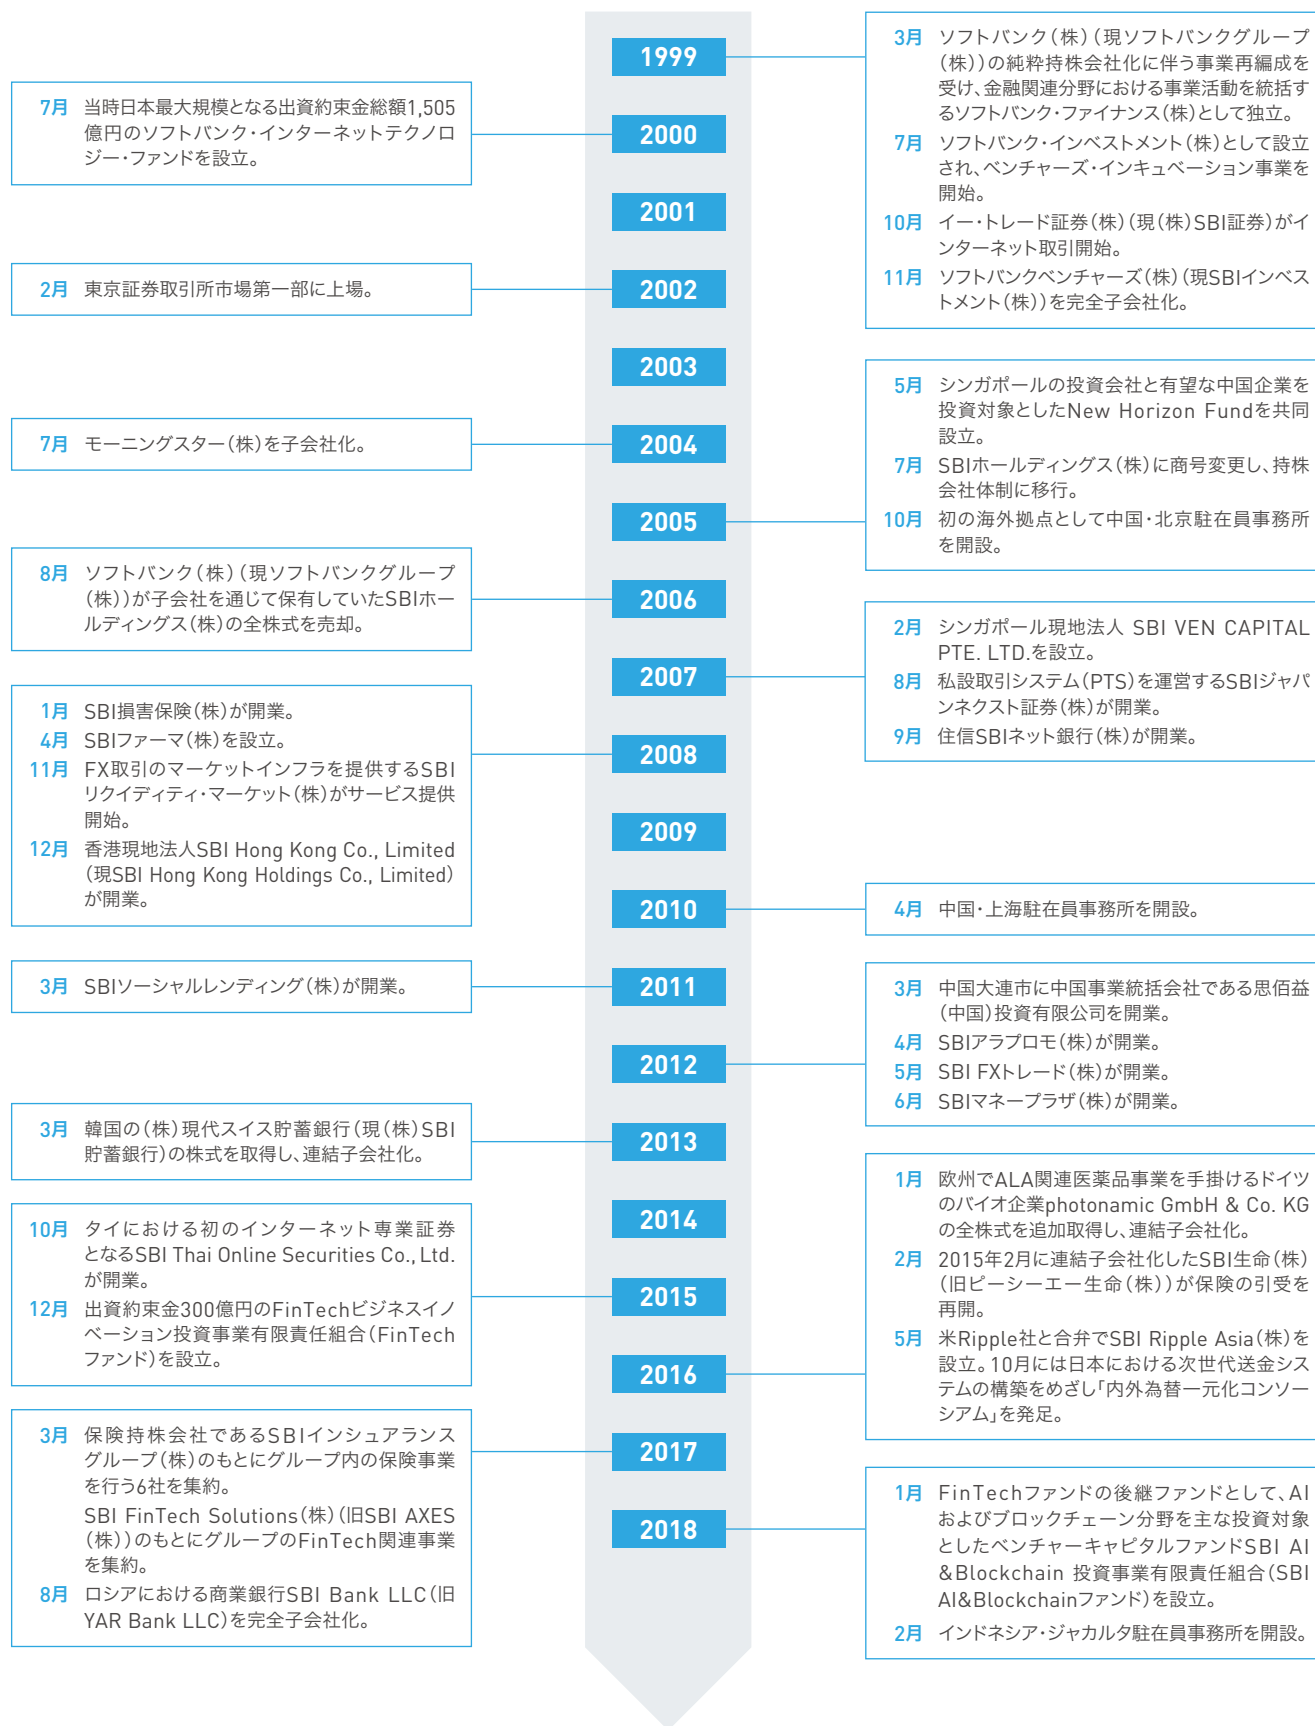 1999
3月 ソフトバンク(株)(現ソフトバンクグループ
(株))の純粋持株会社化に伴う事業再編成を
受け、金融関連分野における事業活動を統括す
るソフトバンク・ファイナンス(株)として独立。
7月 ソフトバンク・インベストメント(株)として設立
され、ベンチャーズ・インキュベーション事業を
開始。
10月 イー・トレード証券(株)(現(株)SBI証券)がイ
ンターネット取引開始。
11月 ソフトバンクベンチャーズ(株)(現SBIインベス
トメント(株))を完全子会社化。
2000
7月 当時日本最大規模となる出資約束金総額1,505
億円のソフトバンク・インターネットテクノロ
ジー・ファンドを設立。
2001
2002
2月 東京証券取引所市場第一部に上場。
2003
2004
7月 モーニングスター(株)を子会社化。
2005
5月 シンガポールの投資会社と有望な中国企業を
投資対象としたNew Horizon Fundを共同
設立。
7月 SBIホールディングス(株)に商号変更し、持株
会社体制に移行。
10月 初の海外拠点として中国・北京駐在員事務所
を開設。
2006
8月 ソフトバンク(株)(現ソフトバンクグループ
(株))が子会社を通じて保有していたSBIホー
ルディングス(株)の全株式を売却。
2007
2月 シンガポール現地法人 SBI VEN CAPITAL
PTE. LTD.を設立。
8月 私設取引システム(PTS)を運営するSBIジャパ
ンネクスト証券(株)が開業。
9月 住信SBIネット銀行(株)が開業。
2008
1月 SBI損害保険(株)が開業。
4月 SBIファーマ(株)を設立。
11月 FX取引のマーケットインフラを提供するSBI
リクイディティ・マーケット(株)がサービス提供
開始。
12月 香港現地法人SBI Hong Kong Co., Limited
(現SBI Hong Kong Holdings Co., Limited)
が開業。
2009
2010
4月 中国・上海駐在員事務所を開設。
2011
3月 SBIソーシャルレンディング(株)が開業。
2012
3月 中国大連市に中国事業統括会社である思佰益
(中国)投資有限公司を開業。
4月 SBIアラプロモ(株)が開業。
5月 SBI FXトレード(株)が開業。
6月 SBIマネープラザ(株)が開業。
2013
3月 韓国の(株)現代スイス貯蓄銀行(現(株)SBI
貯蓄銀行)の株式を取得し、連結子会社化。
2014
2015
10月 タイにおける初のインターネット専業証券
となるSBI Thai Online Securities Co., Ltd.
が開業。
12月 出資約束金300億円のFinTechビジネスイノ
ベーション投資事業有限責任組合(FinTech
ファンド)を設立。
2016
1月 欧州でALA関連医薬品事業を手掛けるドイツ
のバイオ企業photonamic GmbH & Co. KG
の全株式を追加取得し、連結子会社化。
2月 2015年2月に連結子会社化したSBI生命(株)
(旧ピーシーエー生命(株))が保険の引受を
再開。
5月 米Ripple社と合弁でSBI Ripple Asia(株)を
設立。10月には日本における次世代送金シス
テムの構築をめざし「内外為替一元化コンソー
シアム」を発足。
2017
3月 保険持株会社であるSBIインシュアランス
グループ(株)のもとにグループ内の保険事業
を行う6社を集約。
SBI FinTech Solutions(株)(旧SBI AXES
(株))のもとにグループのFinTech関連事業
を集約。
8月 ロシアにおける商業銀行SBI Bank LLC(旧
YAR Bank LLC)を完全子会社化。
2018
1月 FinTechファンドの後継ファンドとして、AI
およびブロックチェーン分野を主な投資対象
としたベンチャーキャピタルファンドSBI AI
&Blockchain 投資事業有限責任組合(SBI
AI&Blockchainファンド)を設立。
2月 インドネシア・ジャカルタ駐在員事務所を開設。